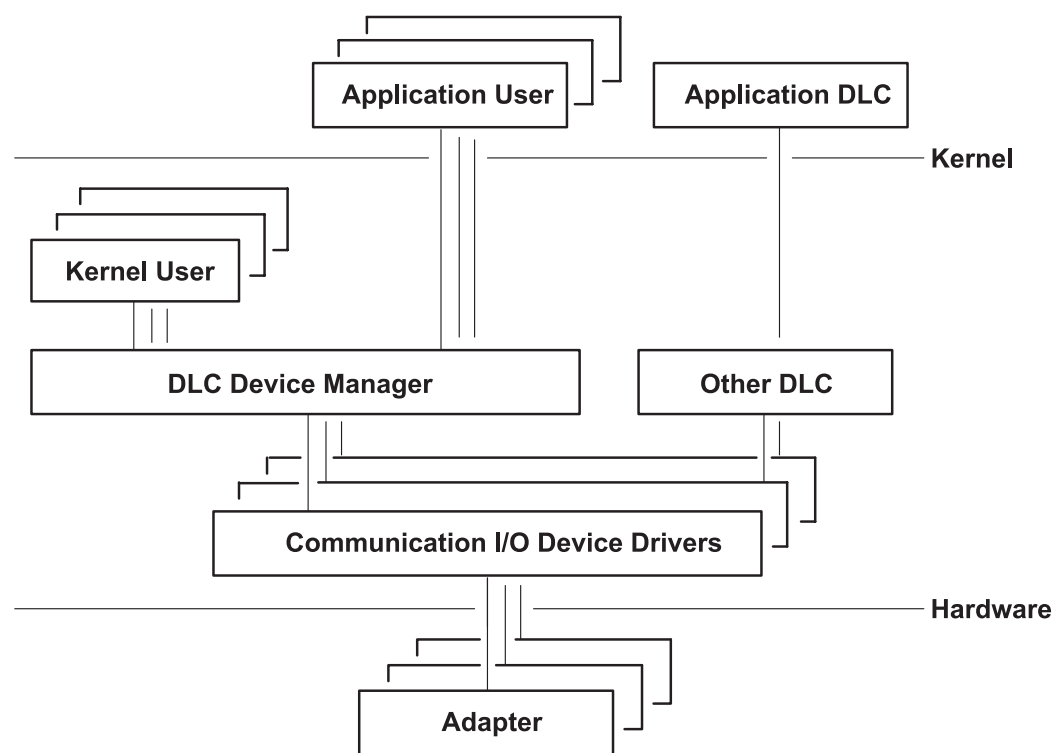 Application User
Application DLC
Kernel
Kernel User
DLC Device Manager
Other DLC
Communication I/O Device Drivers
Hardware
Adapter